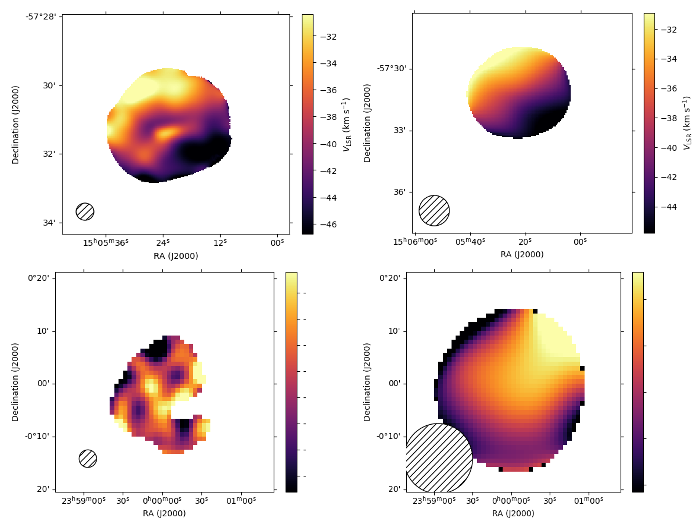 -57°28'
30'
32'
34'
Declination (J2000)
15ʰ05ᵐ36ˢ
24ˢ
12ˢ
00ˢ
RA (J2000)
−32
−34
−36
−38
−40
−42
−44
−46
V_LSR (km s⁻¹)
-57°30'
33'
36'
Declination (J2000)
15ʰ06ᵐ00ˢ
05ᵐ40ˢ
20ˢ
00ˢ
RA (J2000)
−32
−34
−36
−38
−40
−42
−44
V_LSR (km s⁻¹)
0°20'
10'
00'
-0°10'
20'
Declination (J2000)
23ʰ59ᵐ00ˢ
30ˢ
0ʰ00ᵐ00ˢ
30ˢ
01ᵐ00ˢ
RA (J2000)
0°20'
10'
00'
-0°10'
20'
Declination (J2000)
23ʰ59ᵐ00ˢ
30ˢ
0ʰ00ᵐ00ˢ
30ˢ
01ᵐ00ˢ
RA (J2000)